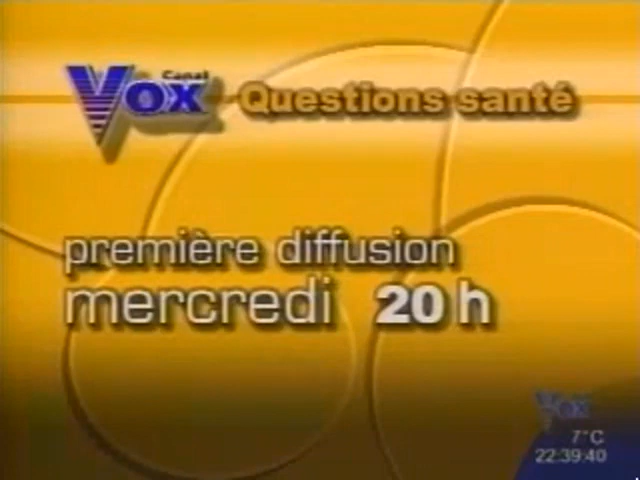 Canal
Vox Questions santé
première diffusion
mercredi 20 h
Vox
7°C
22:39:40